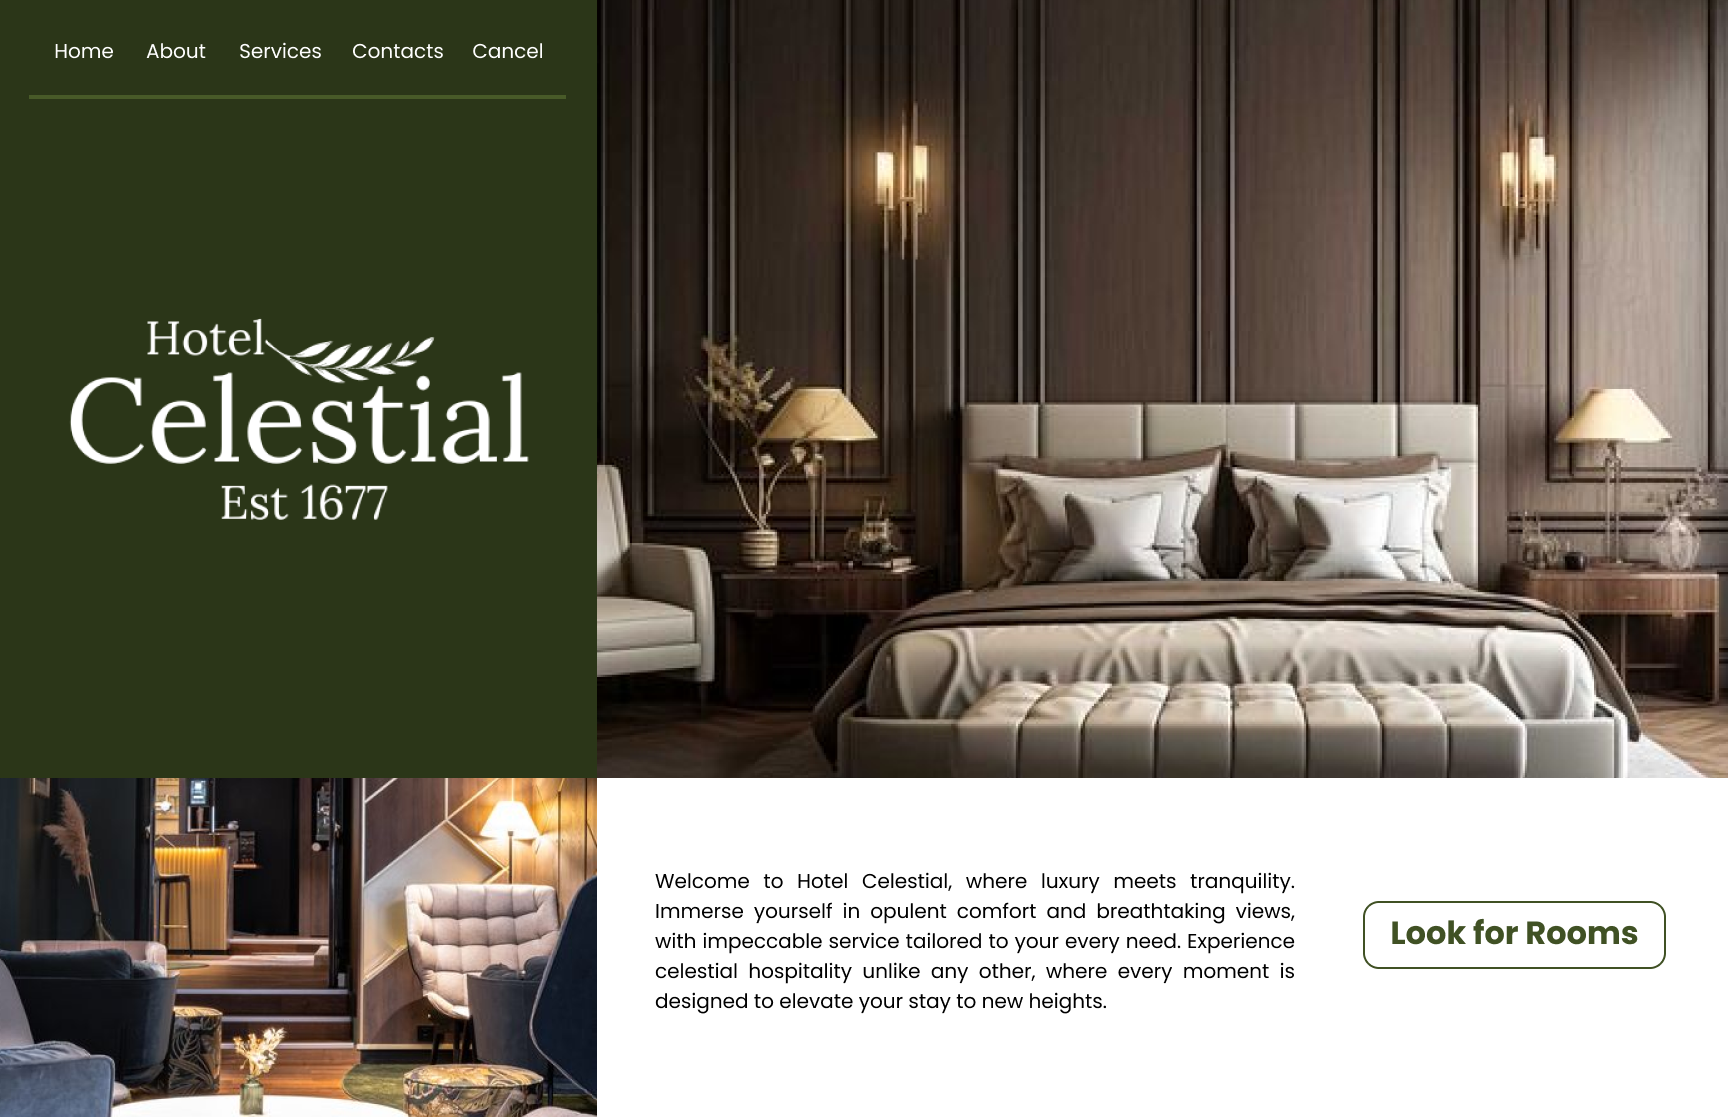 Home About Services Contacts Cancel
Hotel
Celestial
Est 1677
Welcome to Hotel Celestial, where luxury meets tranquility.
Immerse yourself in opulent comfort and breathtaking views,
with impeccable service tailored to your every need. Experience
celestial hospitality unlike any other, where every moment is
designed to elevate your stay to new heights.
Look for Rooms